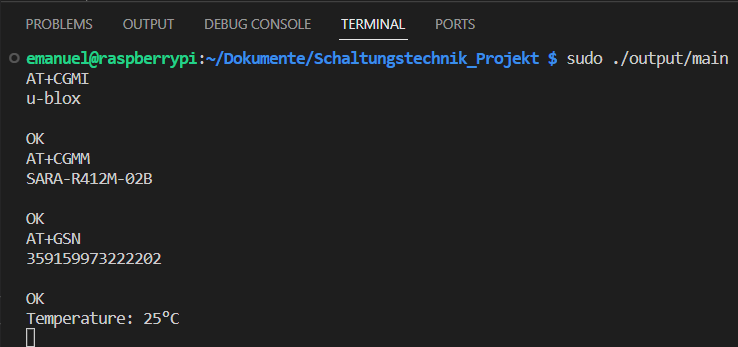 PROBLEMS OUTPUT DEBUG CONSOLE TERMINAL PORTS
emanuel@raspberrypi:~/Dokumente/Schaltungstechnik_Projekt $ sudo ./output/main
AT+CGMI
u-blox
OK
AT+CGMM
SARA-R412M-02B
OK
AT+GSN
359159973222202
OK
Temperature: 25°C